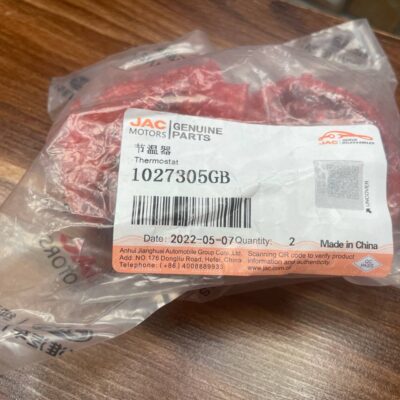 JAC MOTORS
GENUINE PARTS
JAC
节温器
Thermostat
1027305GB
UNCOVER
Date: 2022-05-07 Quantity: 2 Made in China
Anhui Jianghuai Automobile Group Corp.,Ltd.
Add: NO.176 Dongliu Road, Hefei, China
Telephone: (+86) 4008889933
Scanning QR code to verify product
information and authenticity.
www.jac.com.cn